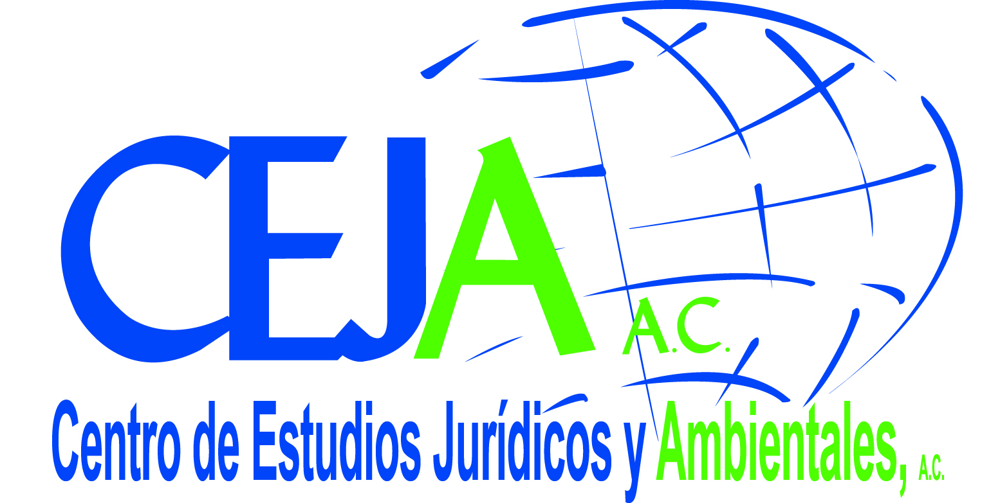 CEJA A.C.
Centro de Estudios Jurídicos y Ambientales, A.C.